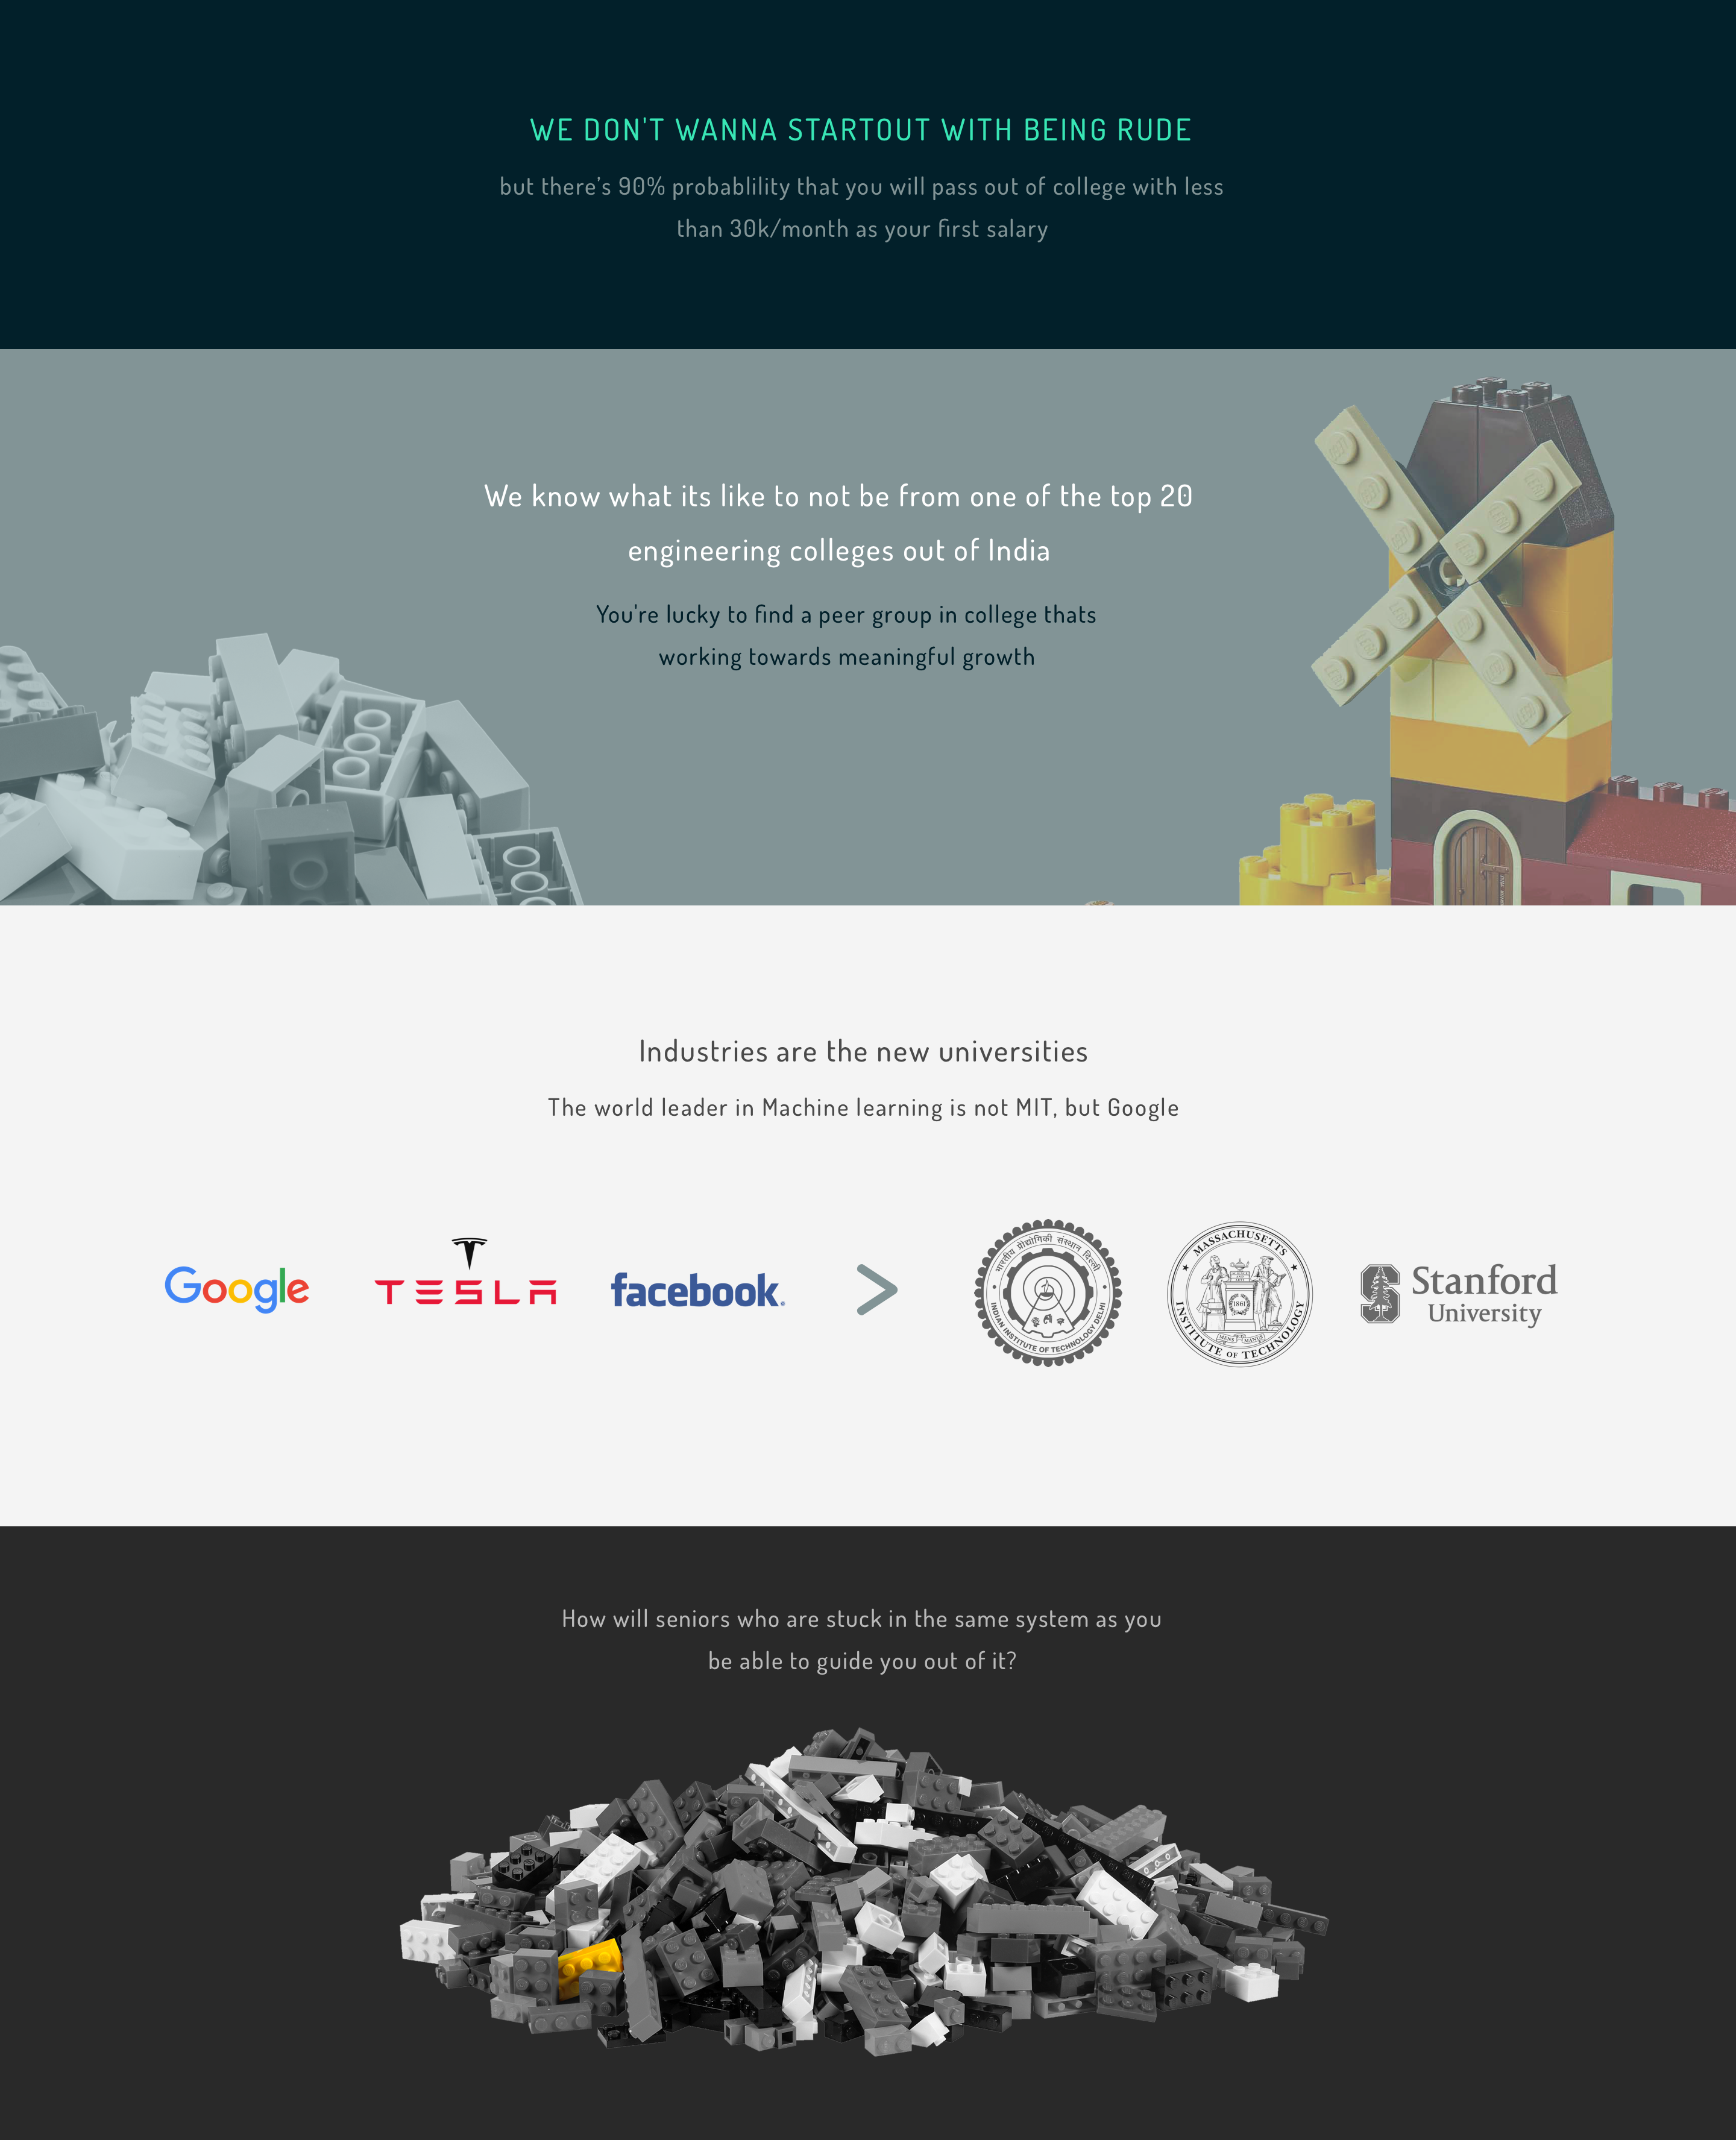 WE DON'T WANNA STARTOUT WITH BEING RUDE
but there's 90% probablility that you will pass out of college with less
than 30k/month as your first salary
We know what its like to not be from one of the top 20
engineering colleges out of India
You're lucky to find a peer group in college thats
working towards meaningful growth
Industries are the new universities
The world leader in Machine learning is not MIT, but Google
Google
TESLA
facebook
>
भारतीय प्रौद्योगिकी संस्थान दिल्ली
INDIAN INSTITUTE OF TECHNOLOGY DELHI
MASSACHUSETTS
INSTITUTE OF TECHNOLOGY
1861
MENS ET MANUS
Stanford
University
How will seniors who are stuck in the same system as you
be able to guide you out of it?